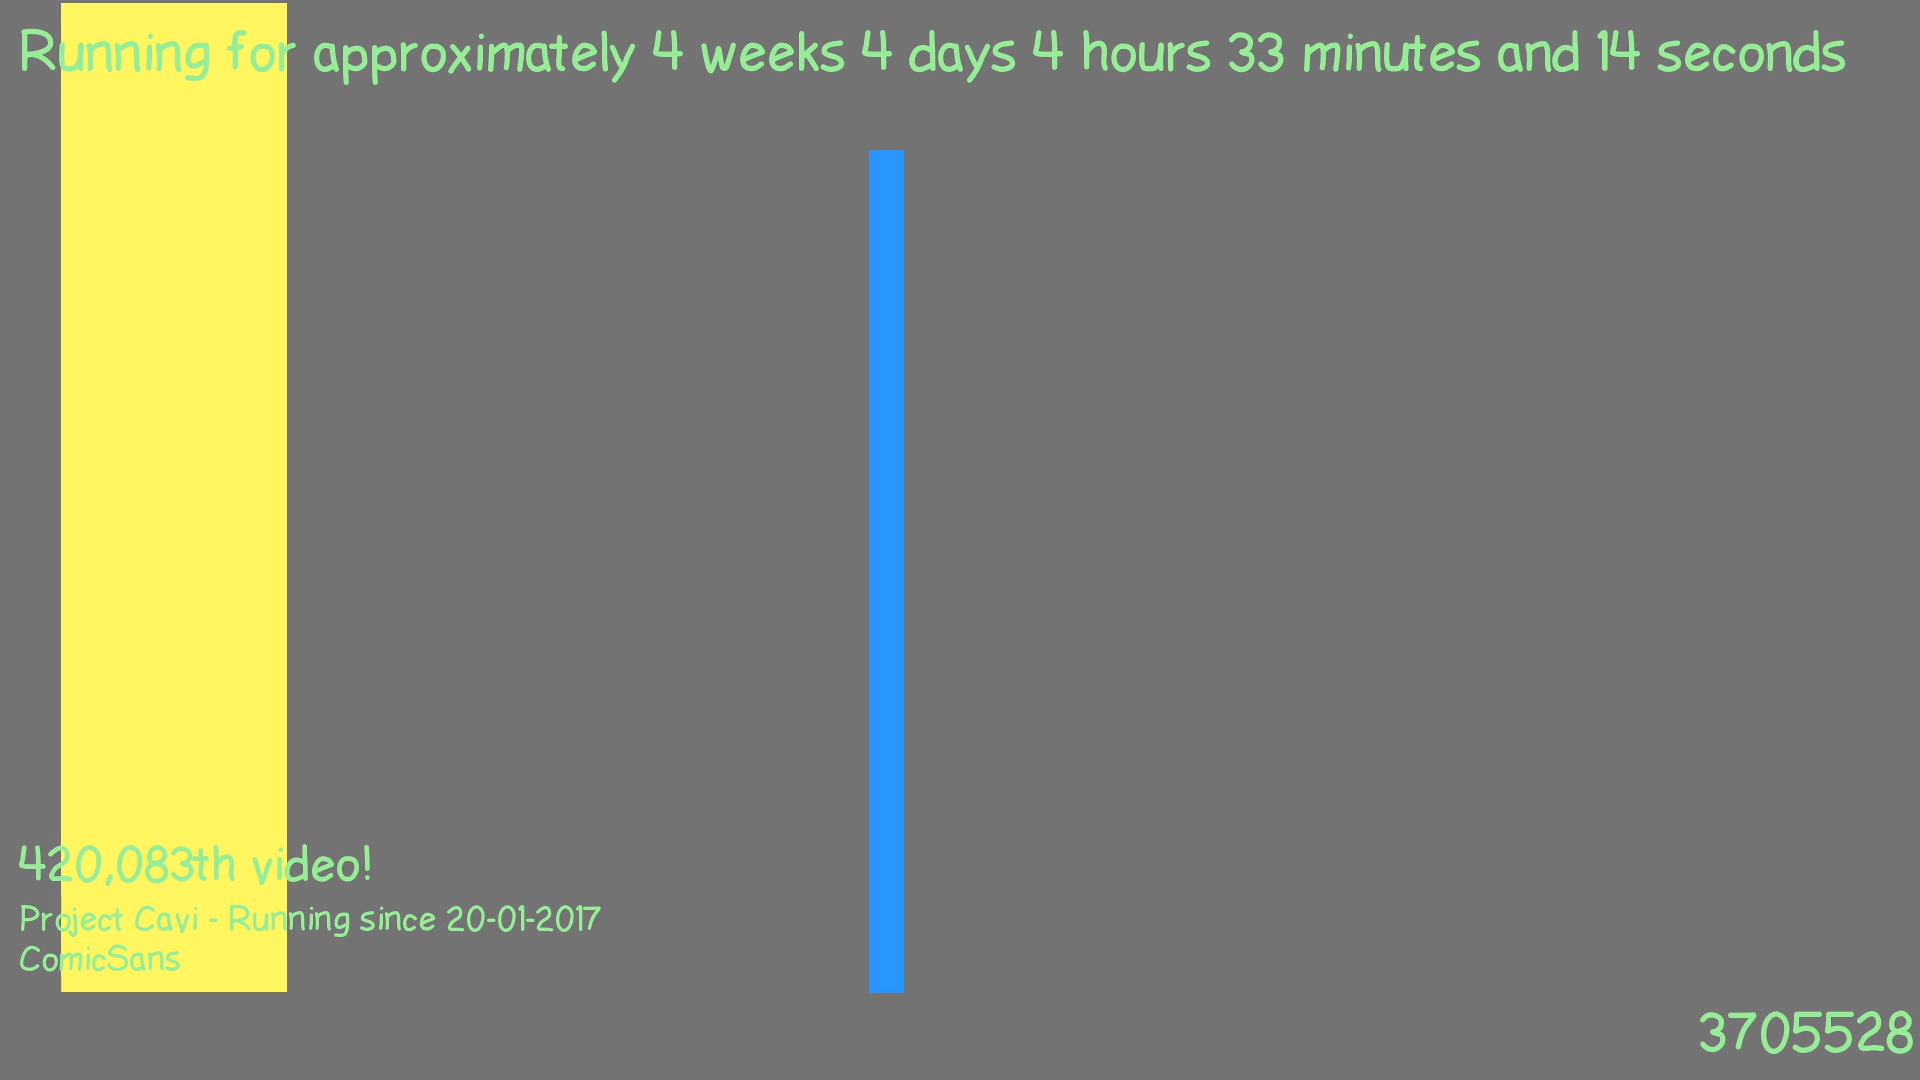 Running for approximately 4 weeks 4 days 4 hours 33 minutes and 14 seconds
420,083th video!
Project Cavi - Running since 20-01-2017
ComicSans
3705528